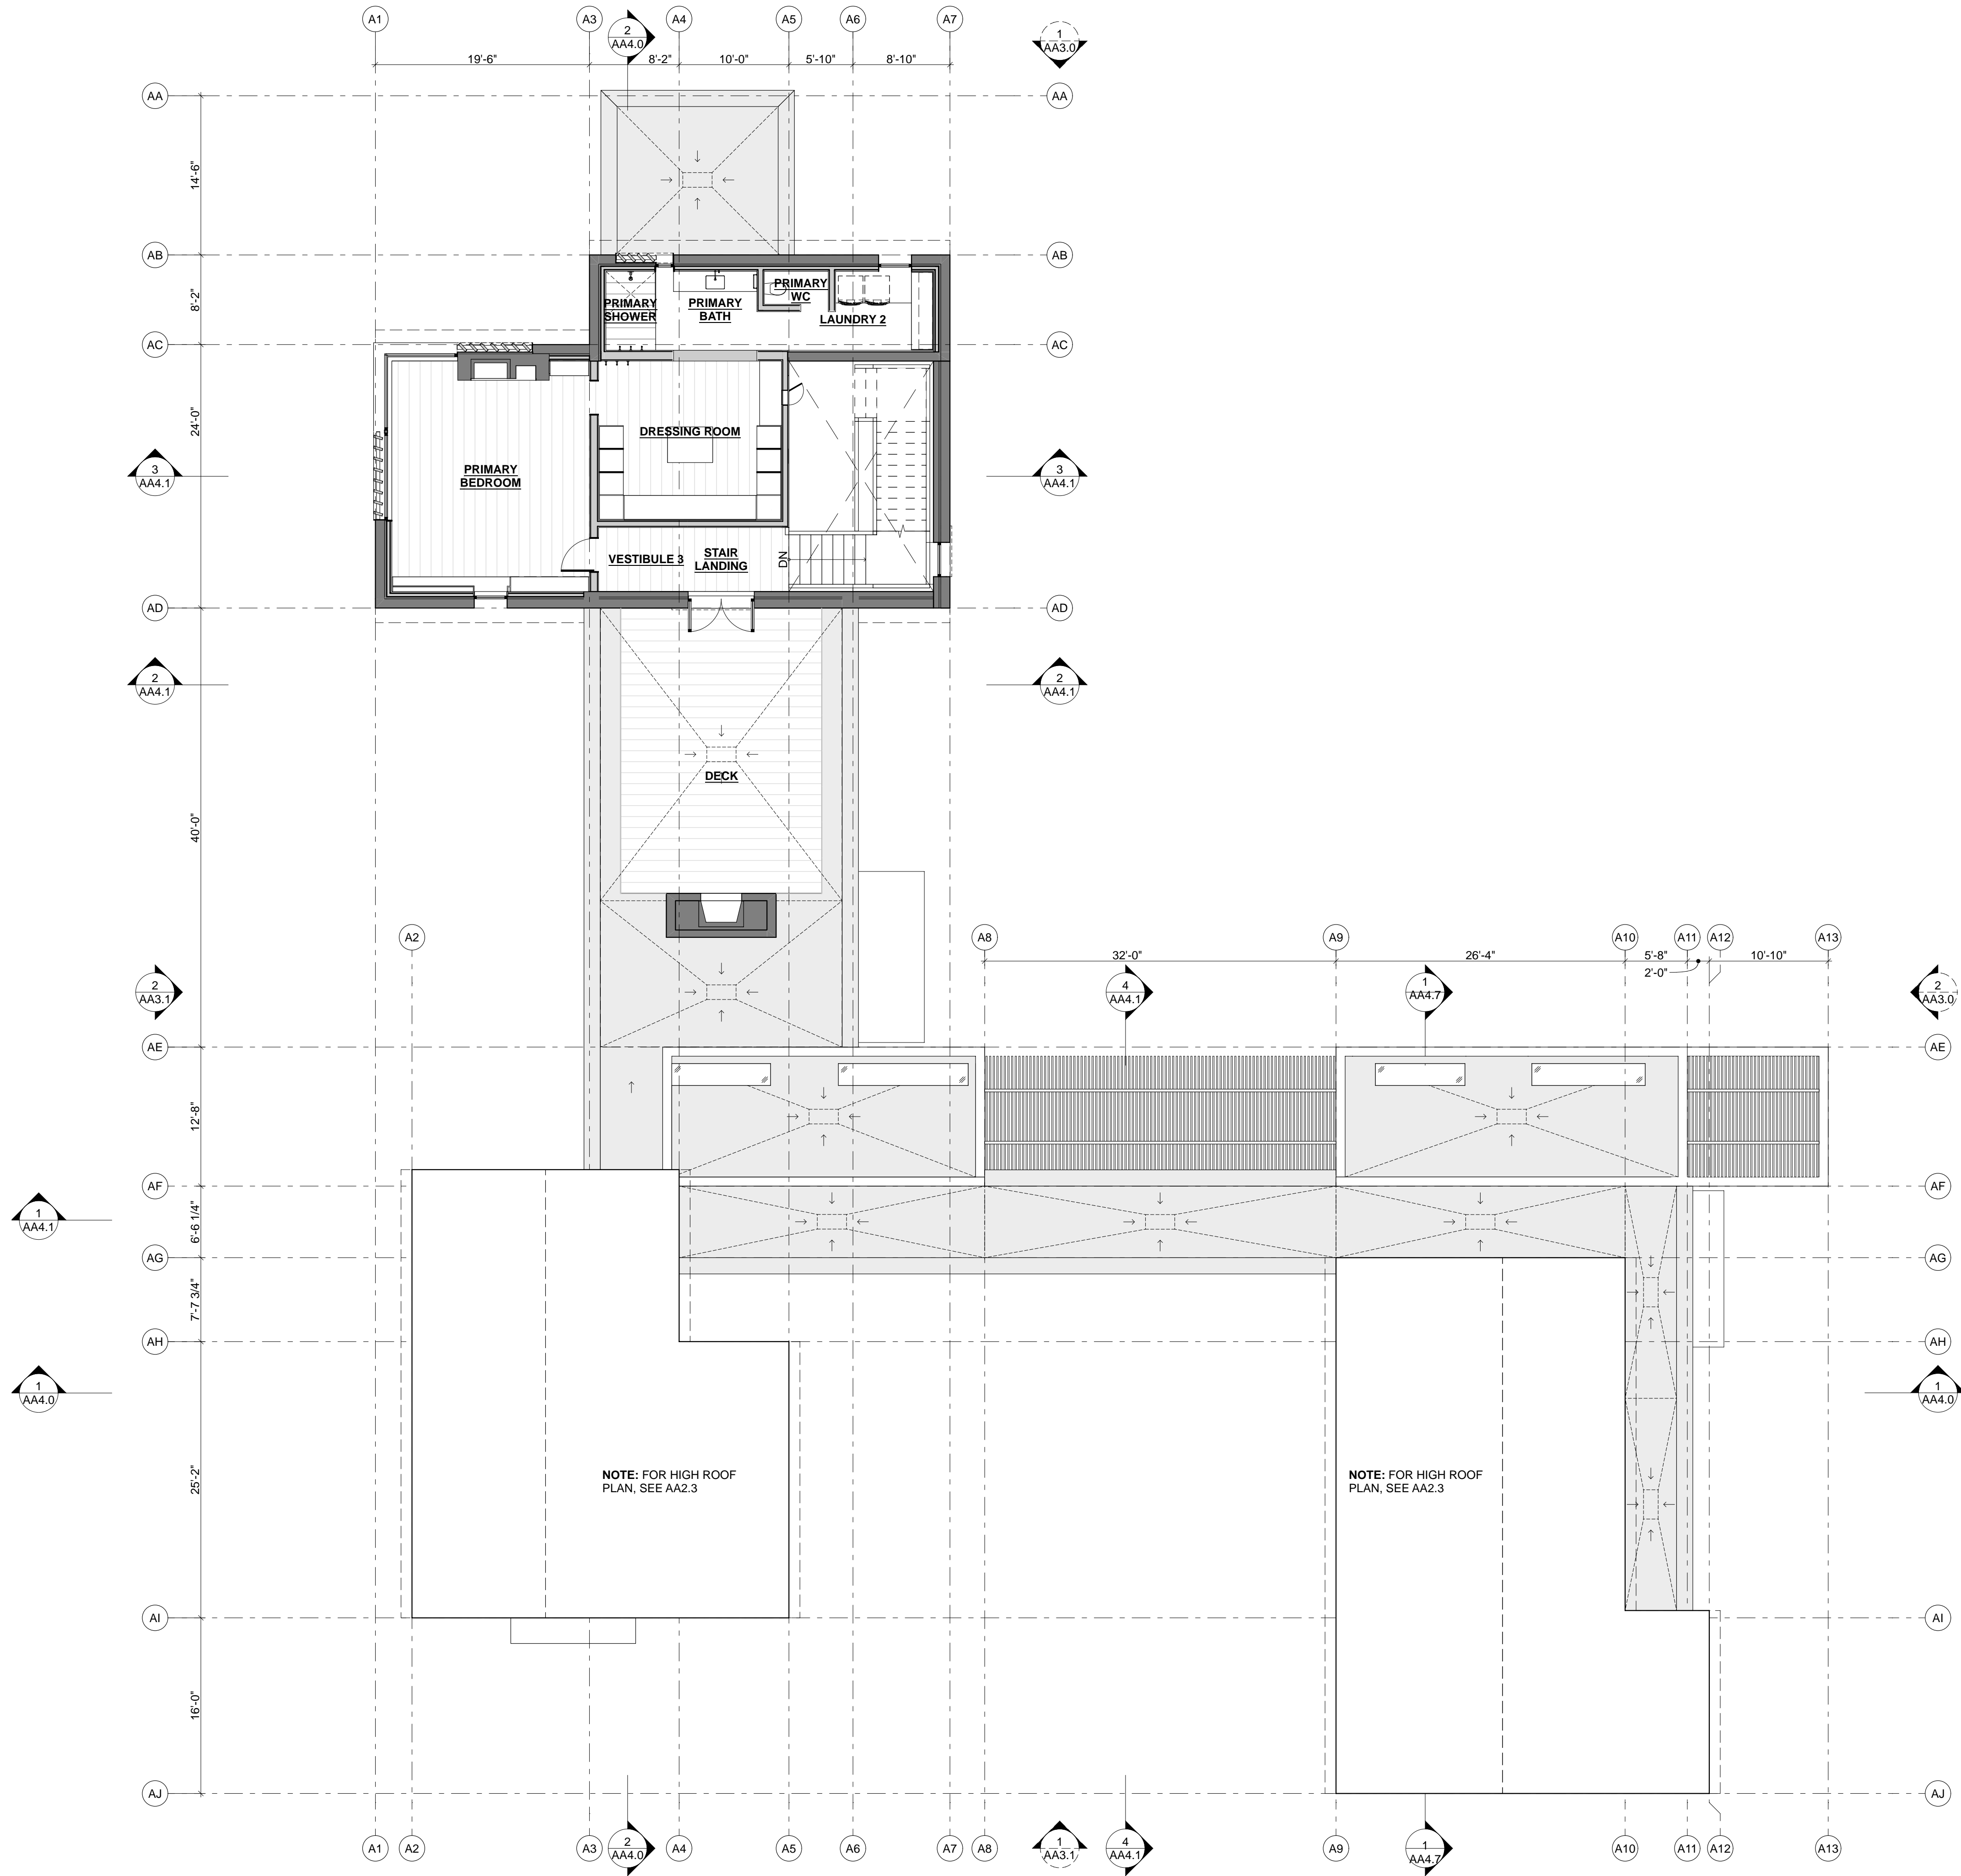 A1
A3
A4
A5
A6
A7
2
AA4.0
1
AA3.0
19'-6"
8'-2"
10'-0"
5'-10"
8'-10"
AA
AA
14'-6"
AB
AB
8'-2"
PRIMARY
SHOWER
PRIMARY
BATH
PRIMARY
WC
LAUNDRY 2
AC
AC
24'-0"
DRESSING ROOM
PRIMARY
BEDROOM
3
AA4.1
3
AA4.1
VESTIBULE 3
STAIR
LANDING
DN
AD
AD
2
AA4.1
2
AA4.1
DECK
40'-0"
A2
A8
A9
A10
A11
A12
A13
32'-0"
26'-4"
5'-8"
2'-0"
10'-10"
2
AA3.1
4
AA4.1
1
AA4.7
2
AA3.0
AE
AE
12'-8"
AF
AF
1
AA4.1
6'-6 1/4"
AG
AG
7'-7 3/4"
AH
AH
1
AA4.0
1
AA4.0
25'-2"
NOTE: FOR HIGH ROOF
PLAN, SEE AA2.3
NOTE: FOR HIGH ROOF
PLAN, SEE AA2.3
AI
AI
16'-0"
AJ
AJ
A1
A2
A3
2
AA4.0
A4
A5
A6
A7
A8
1
AA3.1
4
AA4.1
A9
1
AA4.7
A10
A11
A12
A13